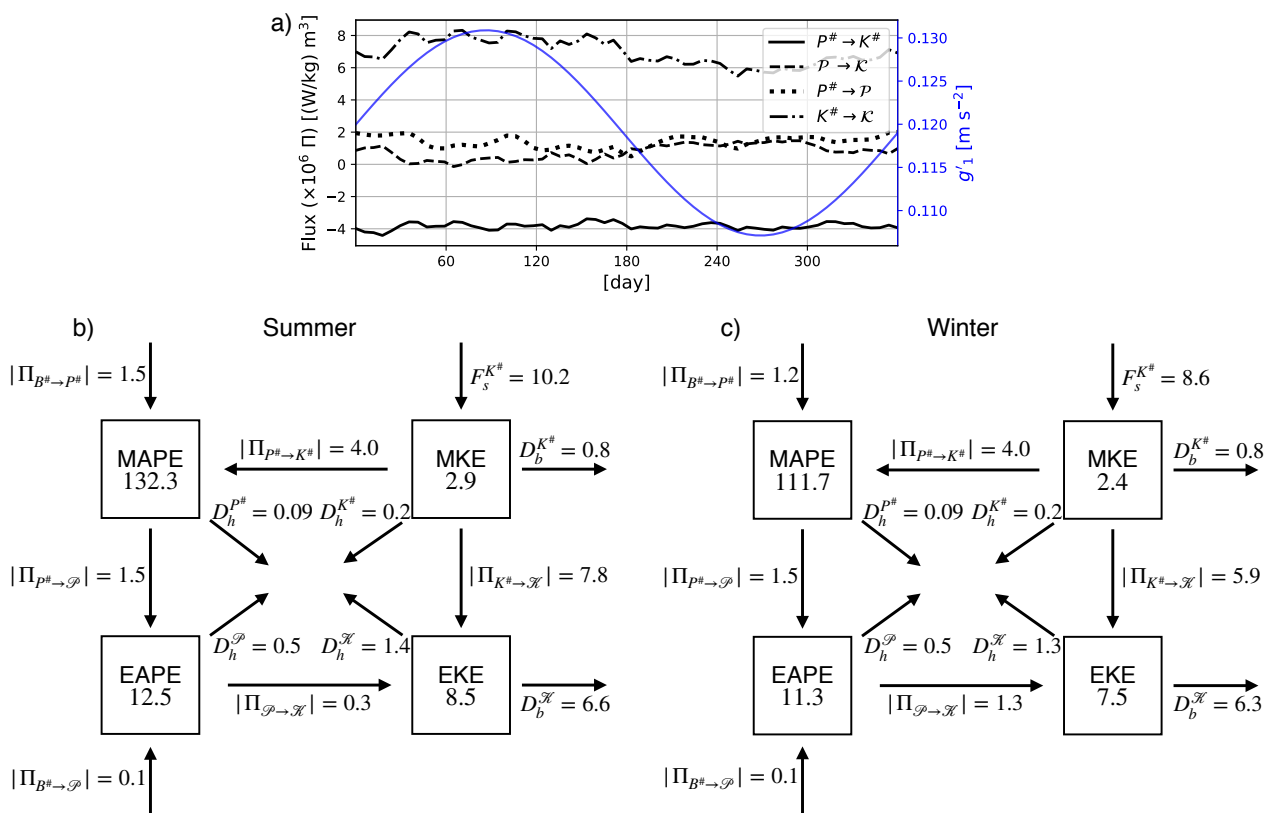 a)
Flux (×10⁶ Π) [(W/kg) m³]
8
6
4
2
0
−2
−4
P^# → K^#
𝒫 → 𝒦
P^# → 𝒫
K^# → 𝒦
0.130
0.125
0.120
0.115
0.110
g′₁ [m s⁻²]
60
120
180
240
300
[day]
b)
Summer
|Π_{B^#→P^#}| = 1.5
F_s^{K^#} = 10.2
MAPE
132.3
|Π_{P^#→K^#}| = 4.0
MKE
2.9
D_b^{K^#} = 0.8
D_h^{P^#} = 0.09
D_h^{K^#} = 0.2
|Π_{P^#→𝒫}| = 1.5
|Π_{K^#→𝒦}| = 7.8
D_h^𝒫 = 0.5
D_h^𝒦 = 1.4
EAPE
12.5
|Π_{𝒫→𝒦}| = 0.3
EKE
8.5
D_b^𝒦 = 6.6
|Π_{B^#→𝒫}| = 0.1
c)
Winter
|Π_{B^#→P^#}| = 1.2
F_s^{K^#} = 8.6
MAPE
111.7
|Π_{P^#→K^#}| = 4.0
MKE
2.4
D_b^{K^#} = 0.8
D_h^{P^#} = 0.09
D_h^{K^#} = 0.2
|Π_{P^#→𝒫}| = 1.5
|Π_{K^#→𝒦}| = 5.9
D_h^𝒫 = 0.5
D_h^𝒦 = 1.3
EAPE
11.3
|Π_{𝒫→𝒦}| = 1.3
EKE
7.5
D_b^𝒦 = 6.3
|Π_{B^#→𝒫}| = 0.1